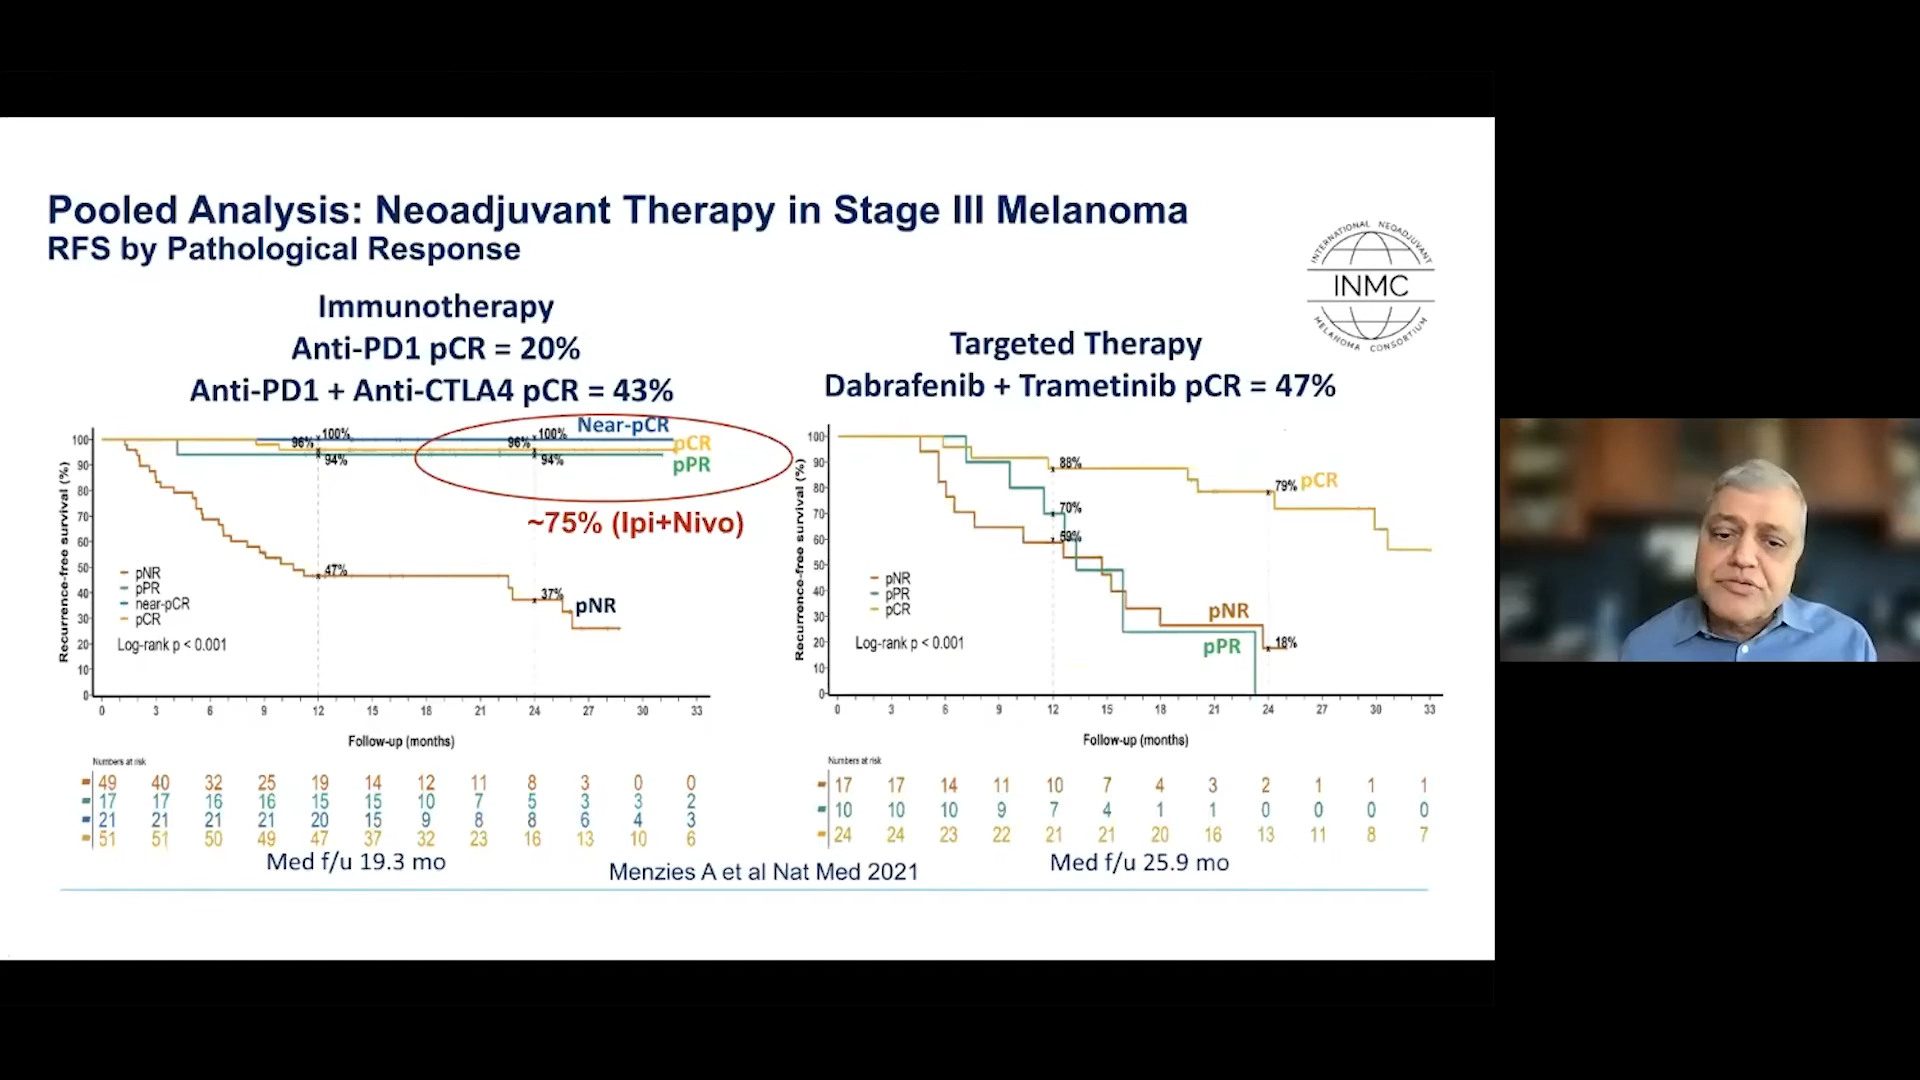 Pooled Analysis: Neoadjuvant Therapy in Stage III Melanoma
RFS by Pathological Response
INTERNATIONAL NEOADJUVANT
INMC
MELANOMA CONSORTIUM
Immunotherapy
Anti-PD1 pCR = 20%
Anti-PD1 + Anti-CTLA4 pCR = 43%
Recurrence-free survival (%)
100
90
80
70
60
50
40
30
20
10
0
96% 100%
94%
96% 100%
94%
Near-pCR
pCR
pPR
~75% (Ipi+Nivo)
47%
37%
pNR
pNR
pPR
near-pCR
pCR
Log-rank p < 0.001
0 3 6 9 12 15 18 21 24 27 30 33
Follow-up (months)
Numbers at risk
49 40 32 25 19 14 12 11 8 3 0 0
17 17 16 16 15 15 10 7 5 3 3 2
21 21 21 21 20 15 9 8 8 6 4 3
51 51 50 49 47 37 32 23 16 13 10 6
Med f/u 19.3 mo
Targeted Therapy
Dabrafenib + Trametinib pCR = 47%
Recurrence-free survival (%)
100
90
80
70
60
50
40
30
20
10
0
88%
70%
59%
79% pCR
pNR
pPR
18%
pNR
pPR
pCR
Log-rank p < 0.001
0 3 6 9 12 15 18 21 24 27 30 33
Follow-up (months)
Numbers at risk
17 17 14 11 10 7 4 3 2 1 1 1
10 10 10 9 7 4 1 1 0 0 0 0
24 24 23 22 21 21 20 16 13 11 8 7
Med f/u 25.9 mo
Menzies A et al Nat Med 2021